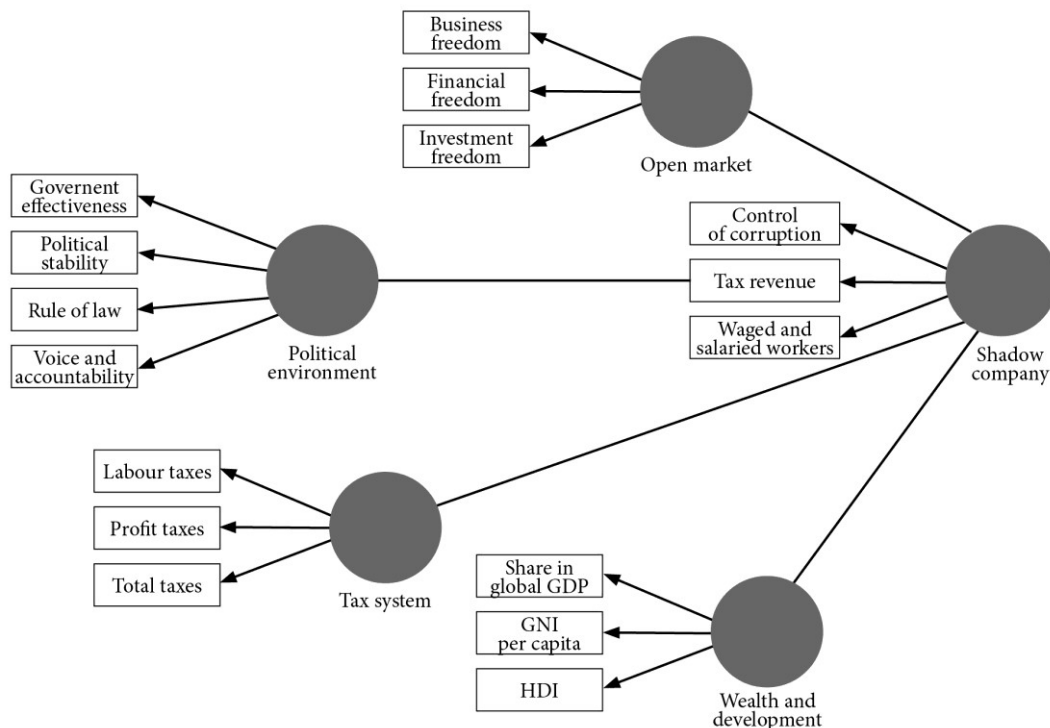 Business
freedom
Financial
freedom
Investment
freedom
Open market
Governent
effectiveness
Political
stability
Rule of law
Voice and
accountability
Political
environment
Control
of corruption
Tax revenue
Waged and
salaried workers
Shadow
company
Labour taxes
Profit taxes
Total taxes
Tax system
Share in
global GDP
GNI
per capita
HDI
Wealth and
development